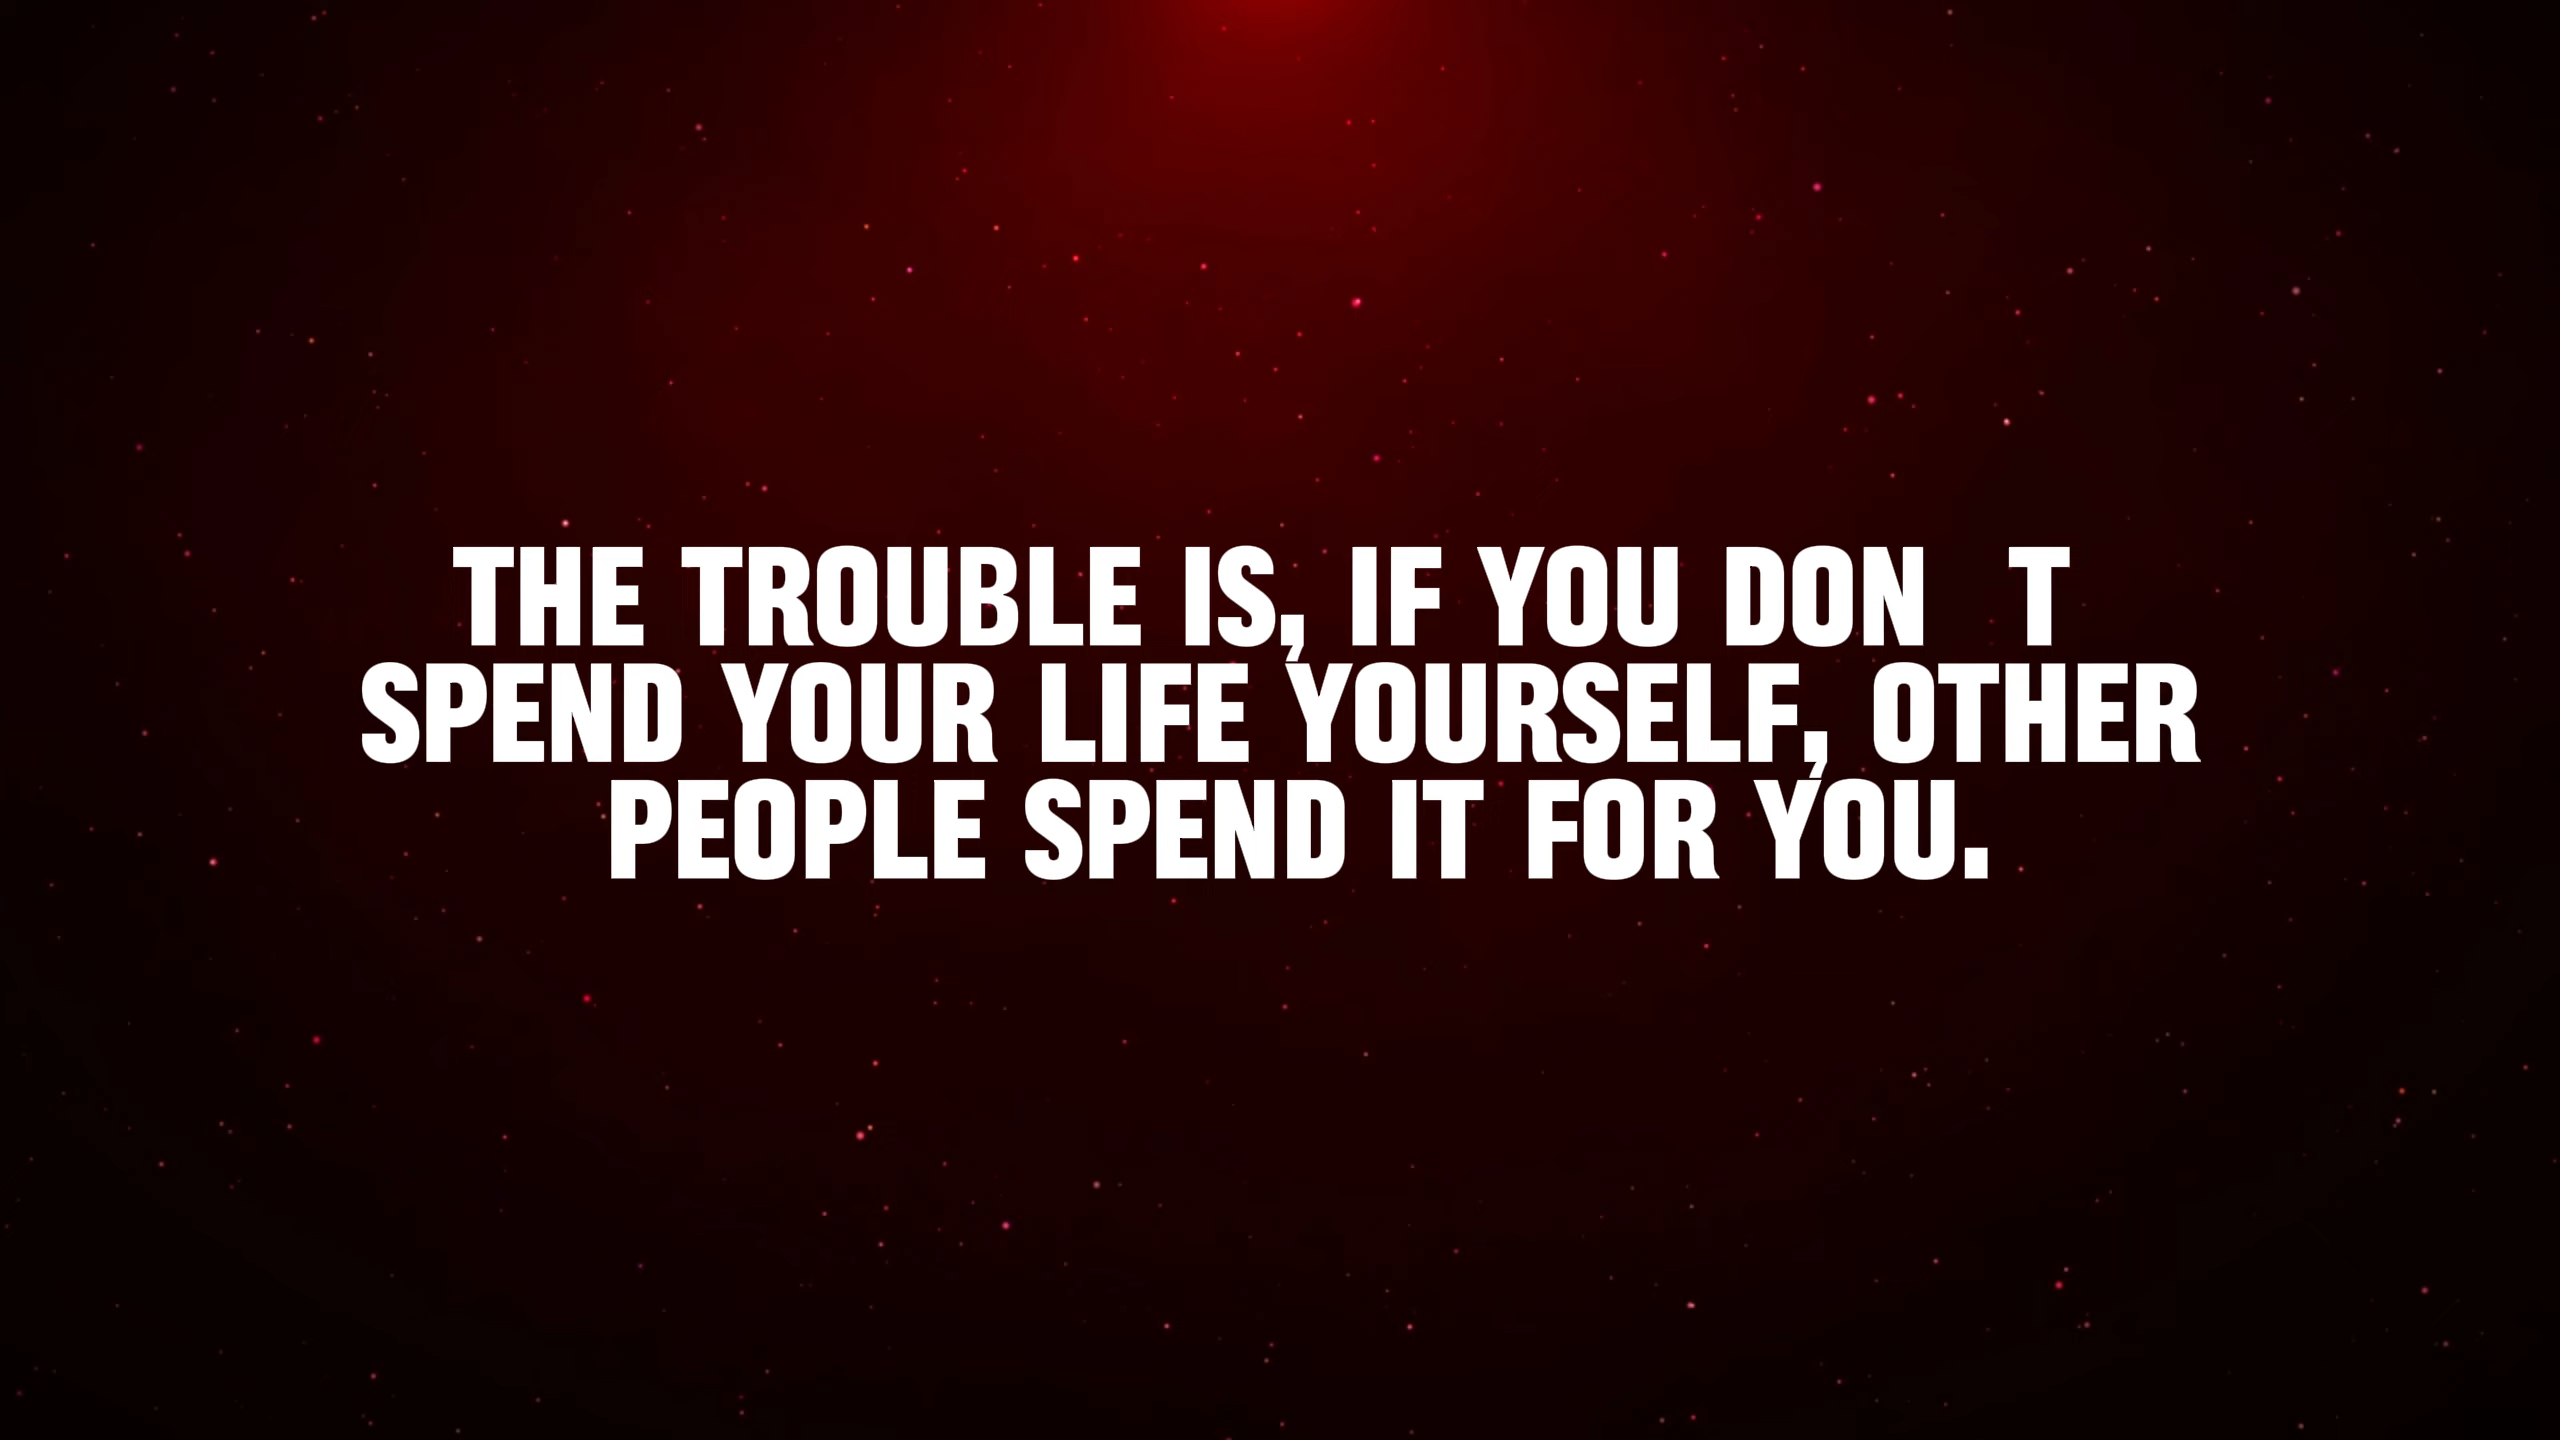 THE TROUBLE IS, IF YOU DON  T
SPEND YOUR LIFE YOURSELF, OTHER
PEOPLE SPEND IT FOR YOU.